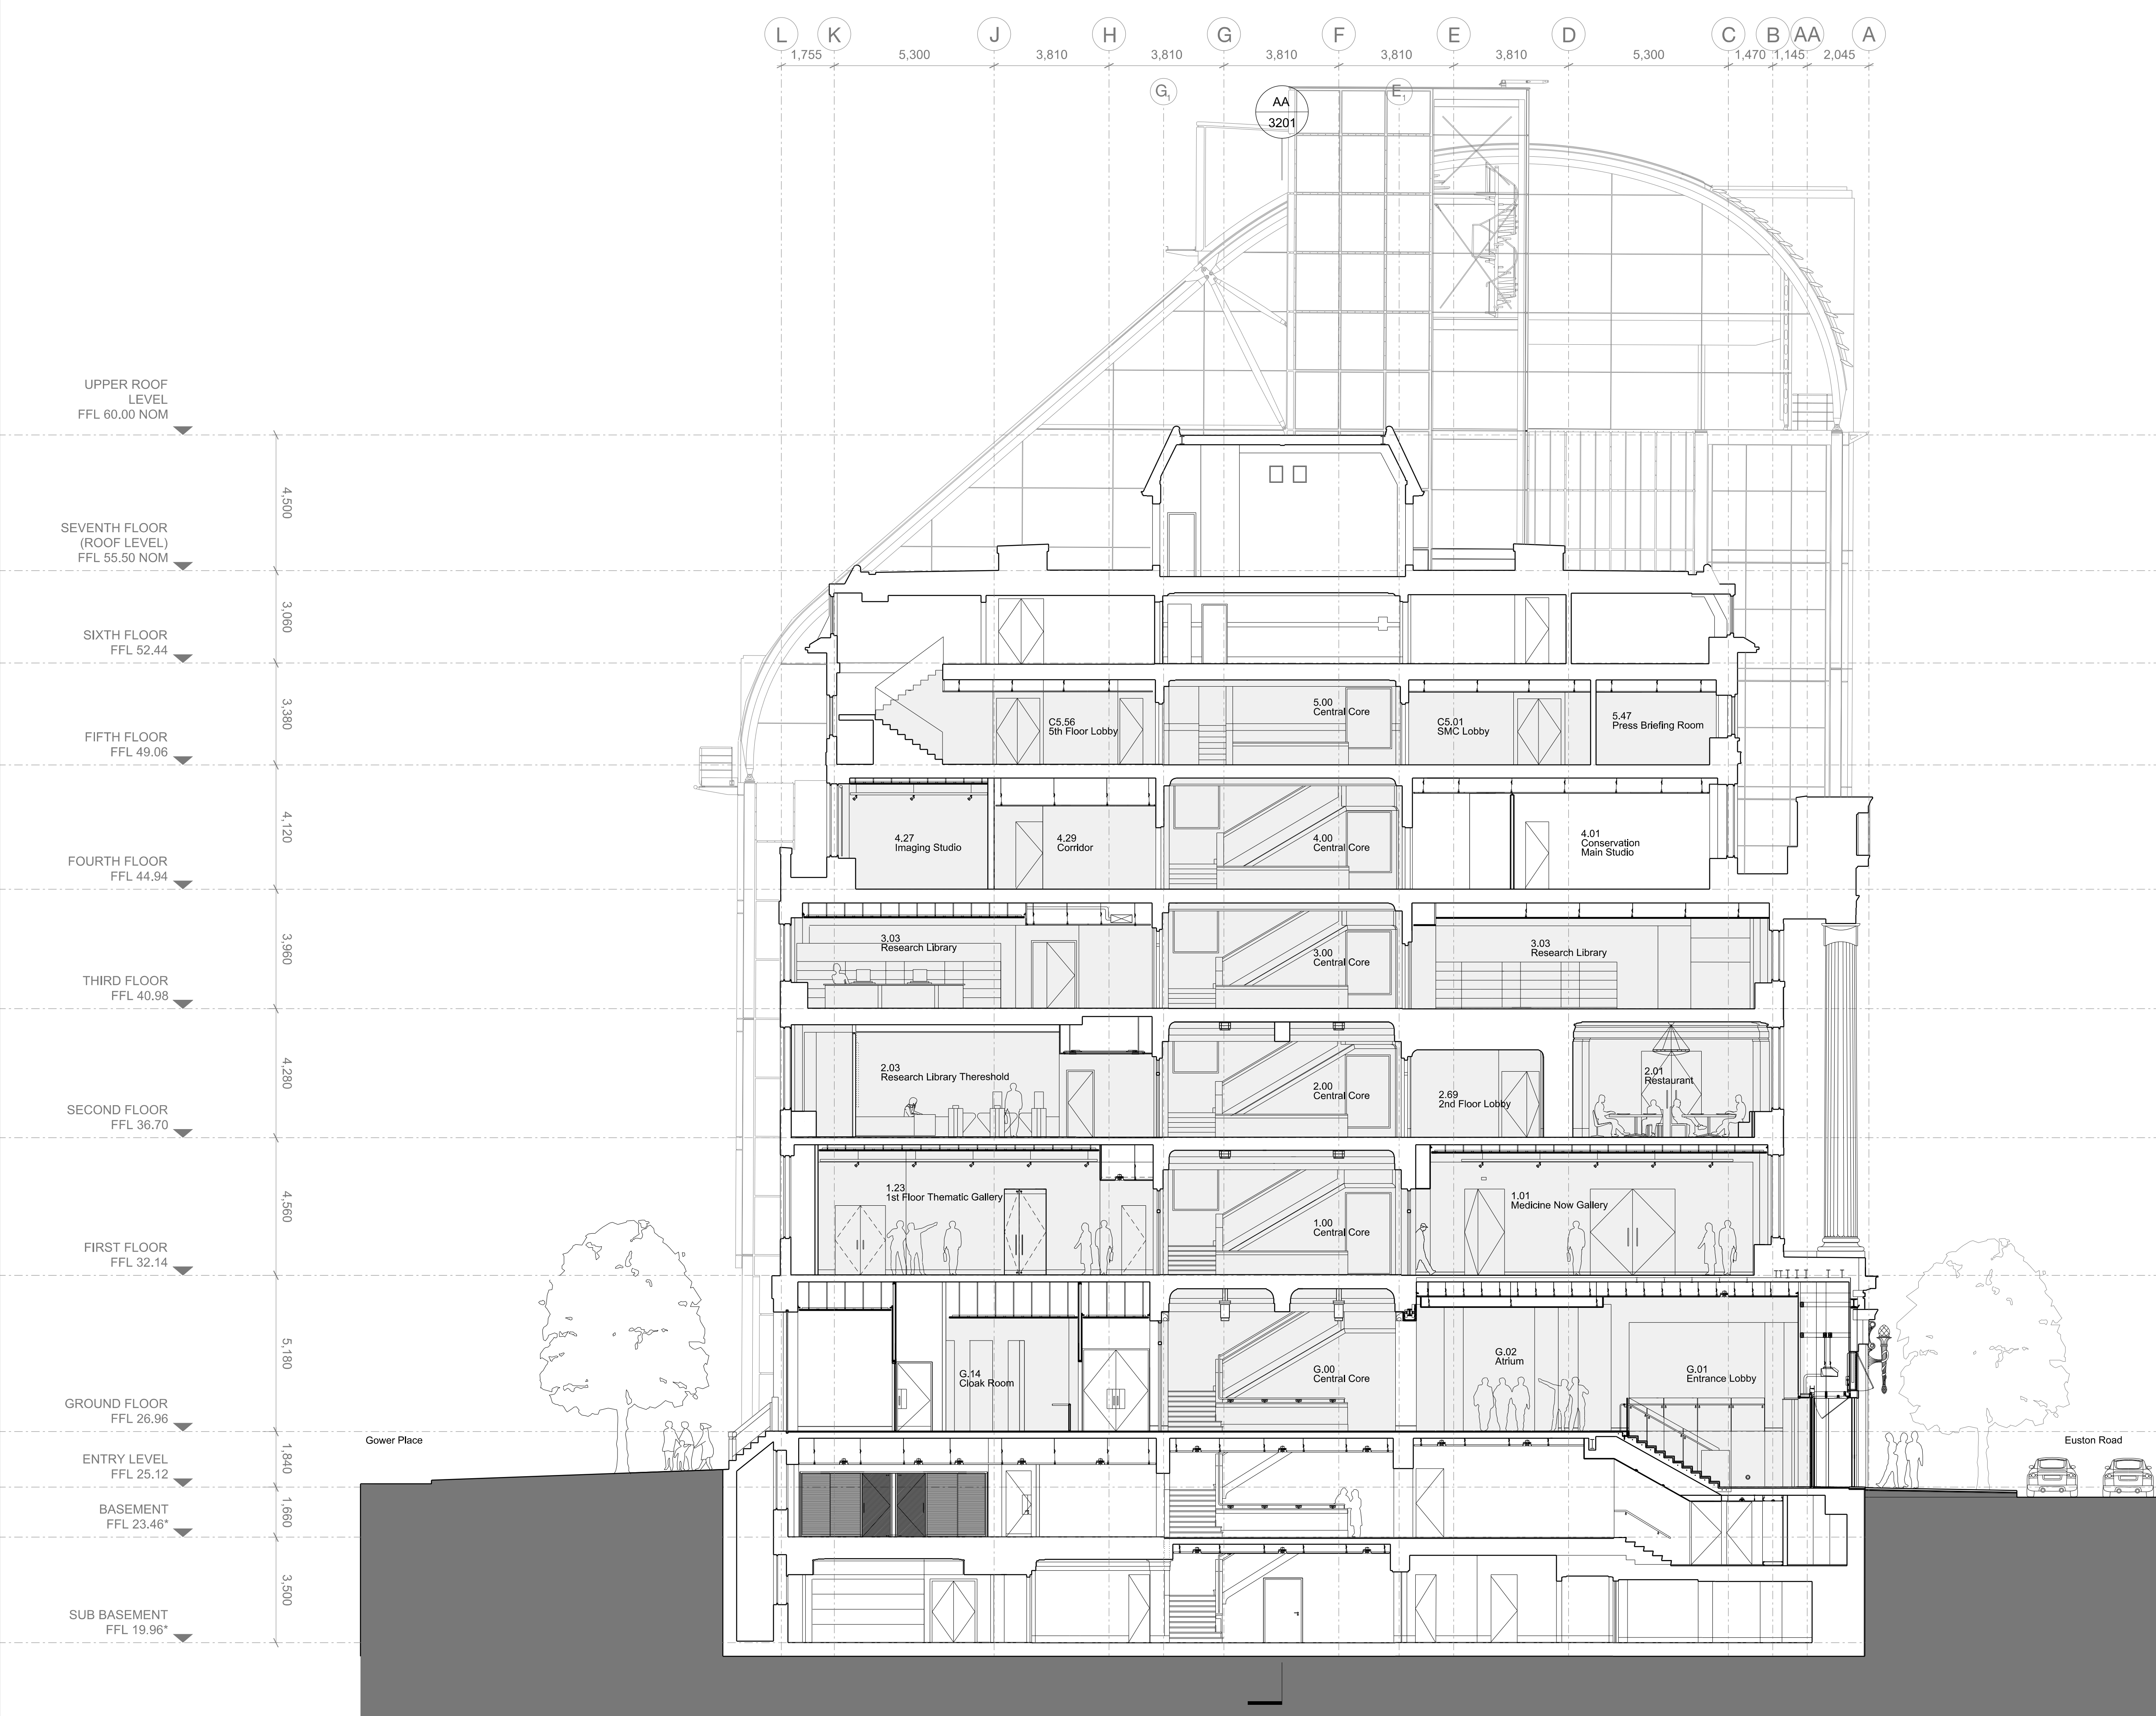 L K J H G F E D C B AA A
1,755 5,300 3,810 3,810 3,810 3,810 3,810 5,300 1,470 1,145 2,045
G1
AA
3201
E1
UPPER ROOF
LEVEL
FFL 60.00 NOM
4,500
SEVENTH FLOOR
(ROOF LEVEL)
FFL 55.50 NOM
3,060
SIXTH FLOOR
FFL 52.44
3,380
C5.56
5th Floor Lobby
5.00
Central Core
C5.01
SMC Lobby
5.47
Press Briefing Room
FIFTH FLOOR
FFL 49.06
4,120
4.27
Imaging Studio
4.29
Corridor
4.00
Central Core
4.01
Conservation
Main Studio
FOURTH FLOOR
FFL 44.94
3,960
3.03
Research Library
3.00
Central Core
3.03
Research Library
THIRD FLOOR
FFL 40.98
4,280
2.03
Research Library Thereshold
2.00
Central Core
2.69
2nd Floor Lobby
2.01
Restaurant
SECOND FLOOR
FFL 36.70
4,560
1.23
1st Floor Thematic Gallery
1.00
Central Core
1.01
Medicine Now Gallery
FIRST FLOOR
FFL 32.14
5,180
G.14
Cloak Room
G.00
Central Core
G.02
Atrium
G.01
Entrance Lobby
GROUND FLOOR
FFL 26.96
Gower Place
Euston Road
1,840
ENTRY LEVEL
FFL 25.12
1,660
BASEMENT
FFL 23.46*
3,500
SUB BASEMENT
FFL 19.96*